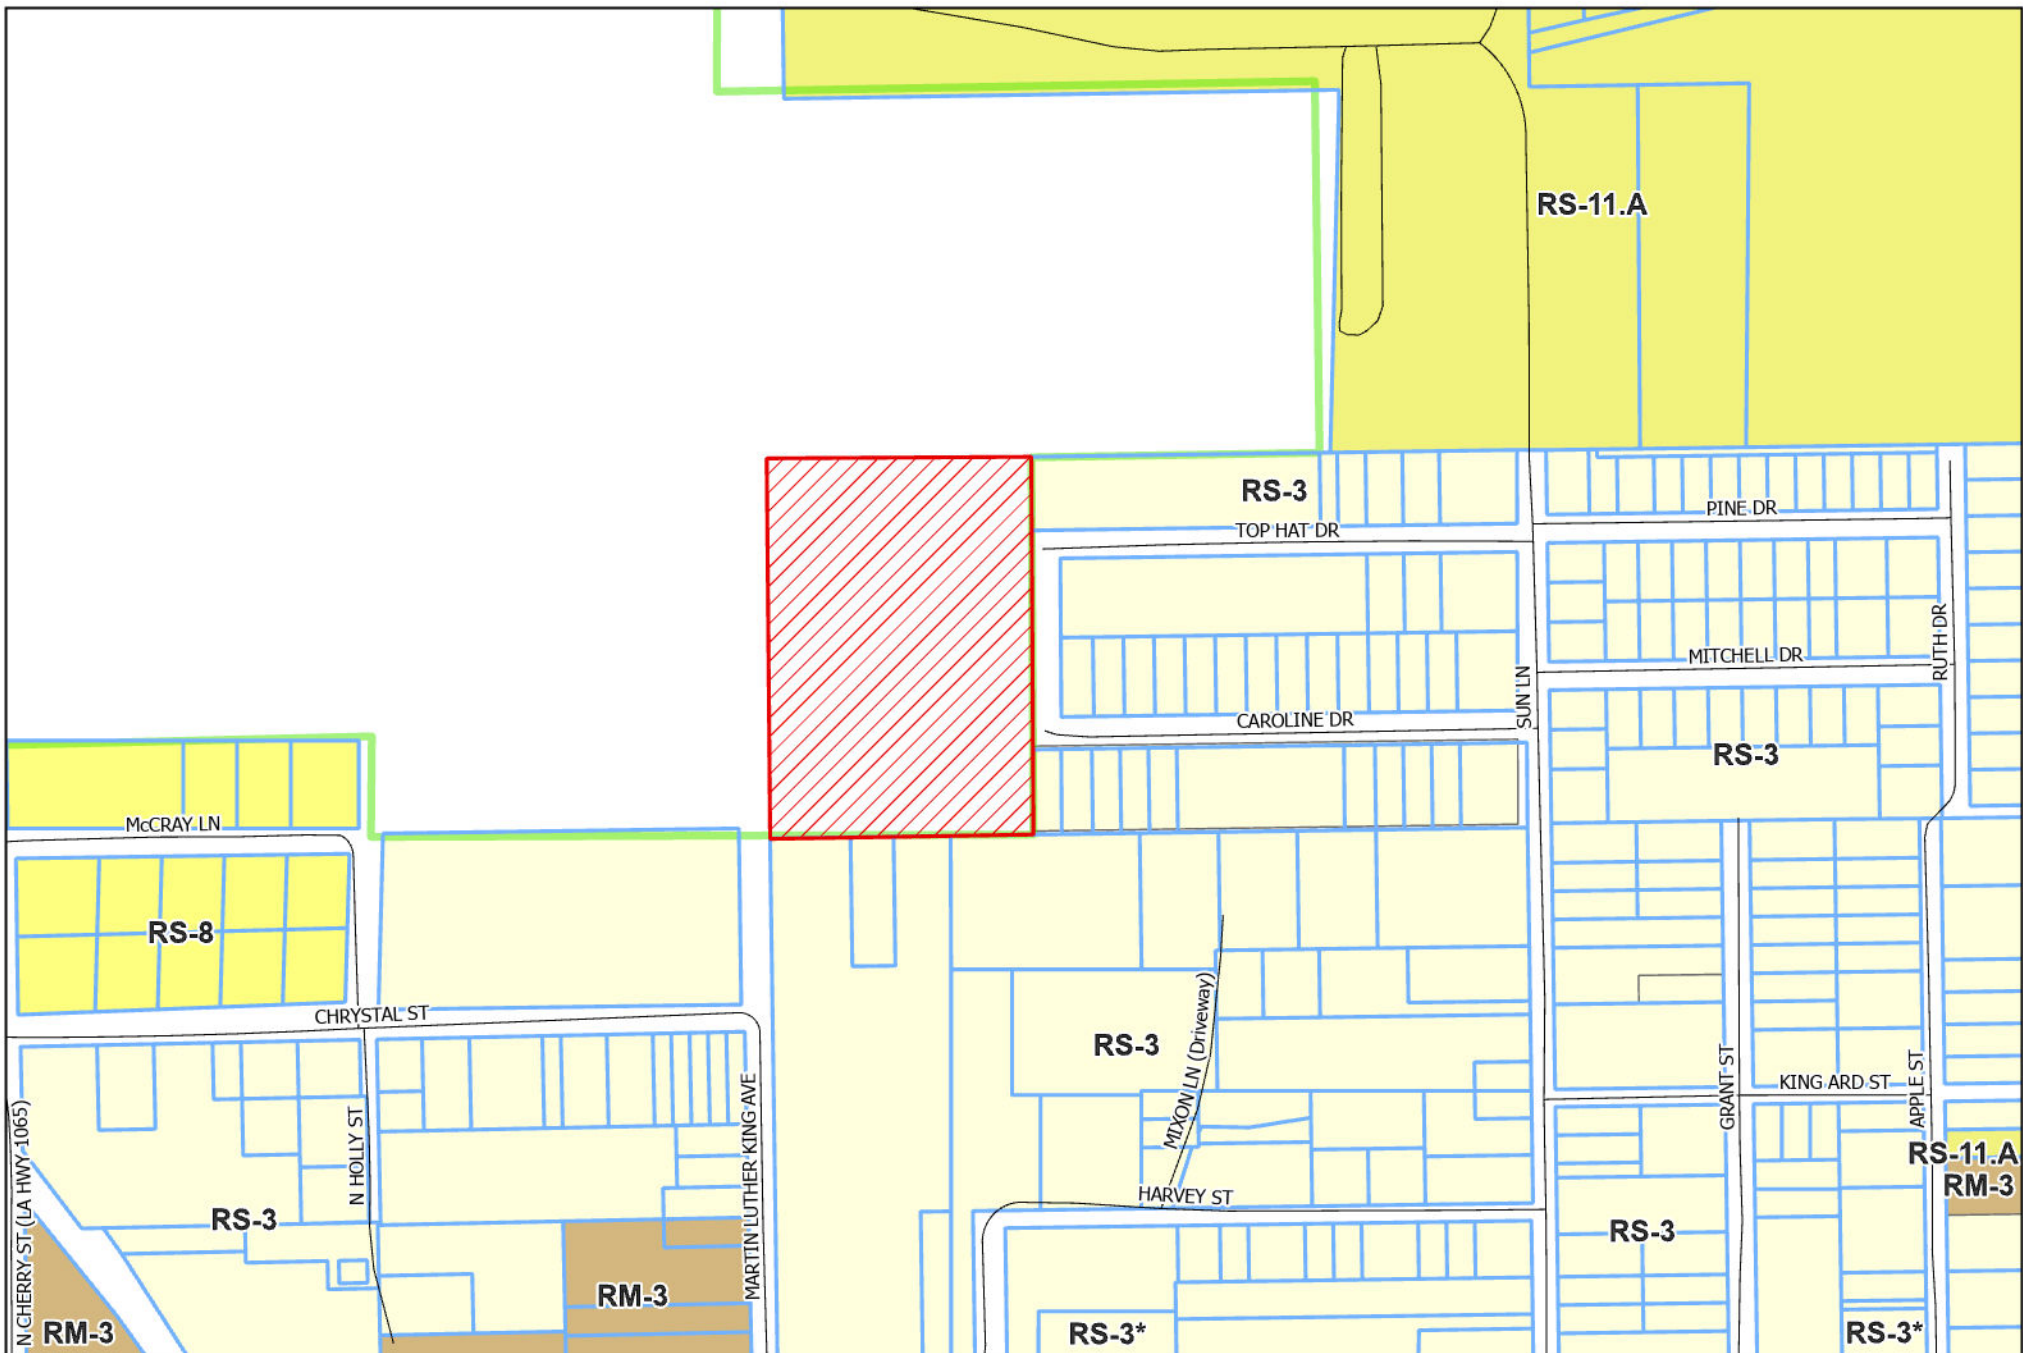 RS-11.A
RS-3
TOP HAT DR
PINE DR
MITCHELL DR
RUTH DR
SUN LN
CAROLINE DR
RS-3
McCRAY LN
RS-8
CHRYSTAL ST
RS-3
MIXON LN (Driveway)
GRANT ST
KING ARD ST
APPLE ST
N CHERRY ST (LA HWY 1065)
N HOLLY ST
MARTIN LUTHER KING AVE
RS-11.A
RM-3
HARVEY ST
RS-3
RS-3
RM-3
RM-3
RS-3*
RS-3*